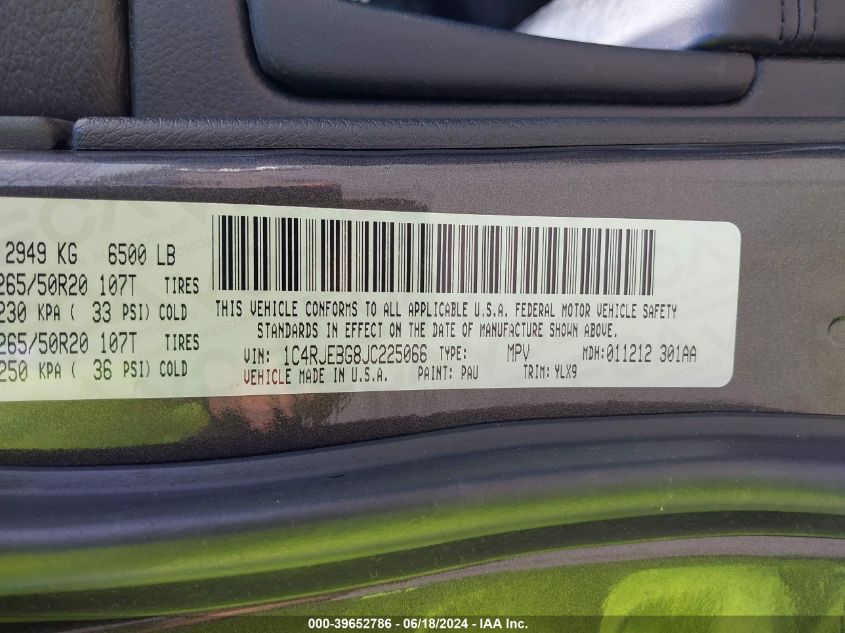 2949 KG 6500 LB
265/50R20 107T TIRES
230 KPA ( 33 PSI) COLD
265/50R20 107T TIRES
250 KPA ( 36 PSI) COLD
THIS VEHICLE CONFORMS TO ALL APPLICABLE U.S.A. FEDERAL MOTOR VEHICLE SAFETY
STANDARDS IN EFFECT ON THE DATE OF MANUFACTURE SHOWN ABOVE.
VIN: 1C4RJEBG8JC225066 TYPE: MPV MDH:011212 301AA
VEHICLE MADE IN U.S.A. PAINT: PAU TRIM: YLX9
000-39652786 - 06/18/2024 - IAA Inc.